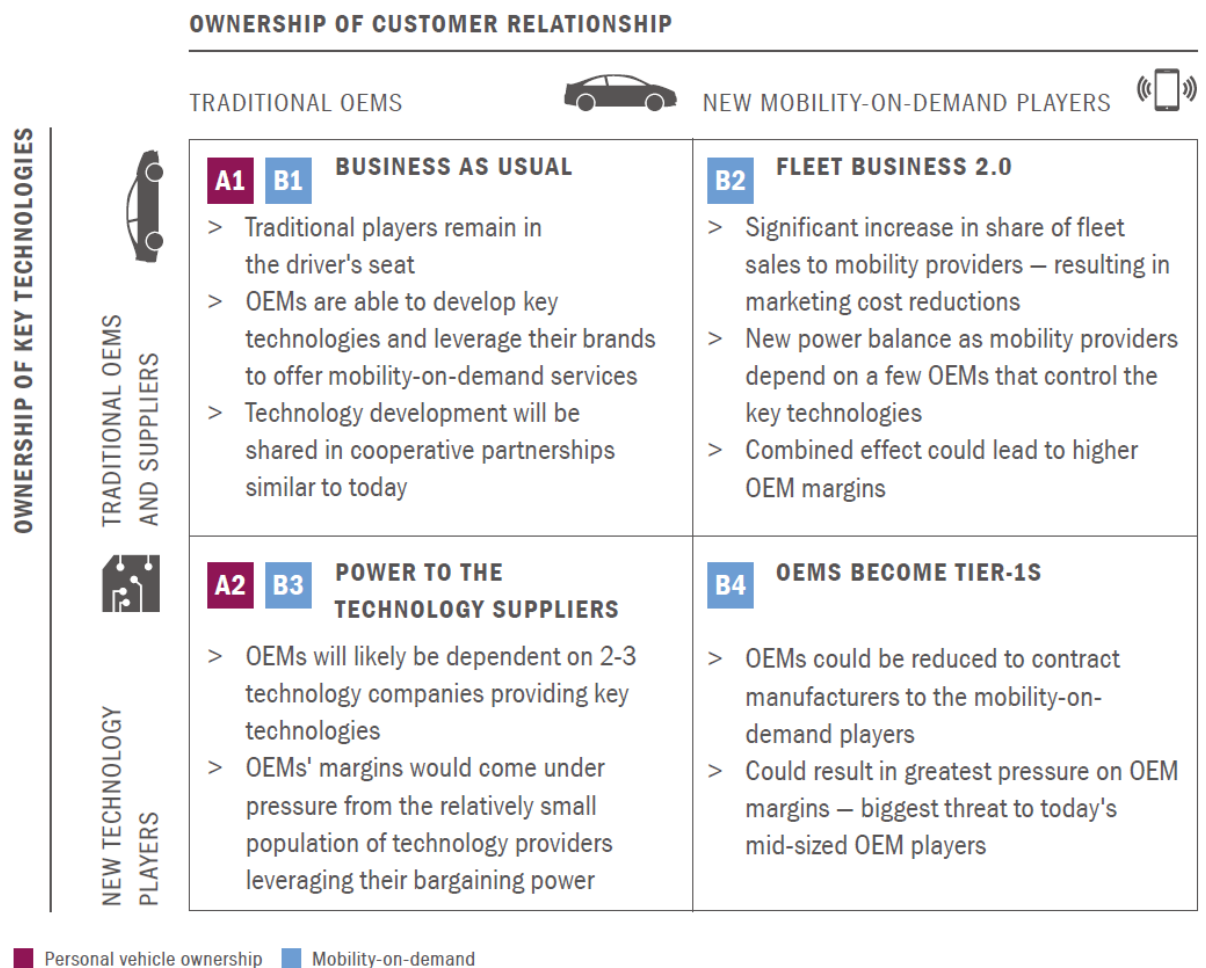 OWNERSHIP OF CUSTOMER RELATIONSHIP
TRADITIONAL OEMS
NEW MOBILITY-ON-DEMAND PLAYERS
OWNERSHIP OF KEY TECHNOLOGIES
TRADITIONAL OEMS
AND SUPPLIERS
A1 B1 BUSINESS AS USUAL
> Traditional players remain in
the driver's seat
> OEMs are able to develop key
technologies and leverage their brands
to offer mobility-on-demand services
> Technology development will be
shared in cooperative partnerships
similar to today
B2 FLEET BUSINESS 2.0
> Significant increase in share of fleet
sales to mobility providers — resulting in
marketing cost reductions
> New power balance as mobility providers
depend on a few OEMs that control the
key technologies
> Combined effect could lead to higher
OEM margins
NEW TECHNOLOGY
PLAYERS
A2 B3 POWER TO THE
TECHNOLOGY SUPPLIERS
> OEMs will likely be dependent on 2-3
technology companies providing key
technologies
> OEMs' margins would come under
pressure from the relatively small
population of technology providers
leveraging their bargaining power
B4 OEMS BECOME TIER-1S
> OEMs could be reduced to contract
manufacturers to the mobility-on-
demand players
> Could result in greatest pressure on OEM
margins — biggest threat to today's
mid-sized OEM players
Personal vehicle ownership Mobility-on-demand